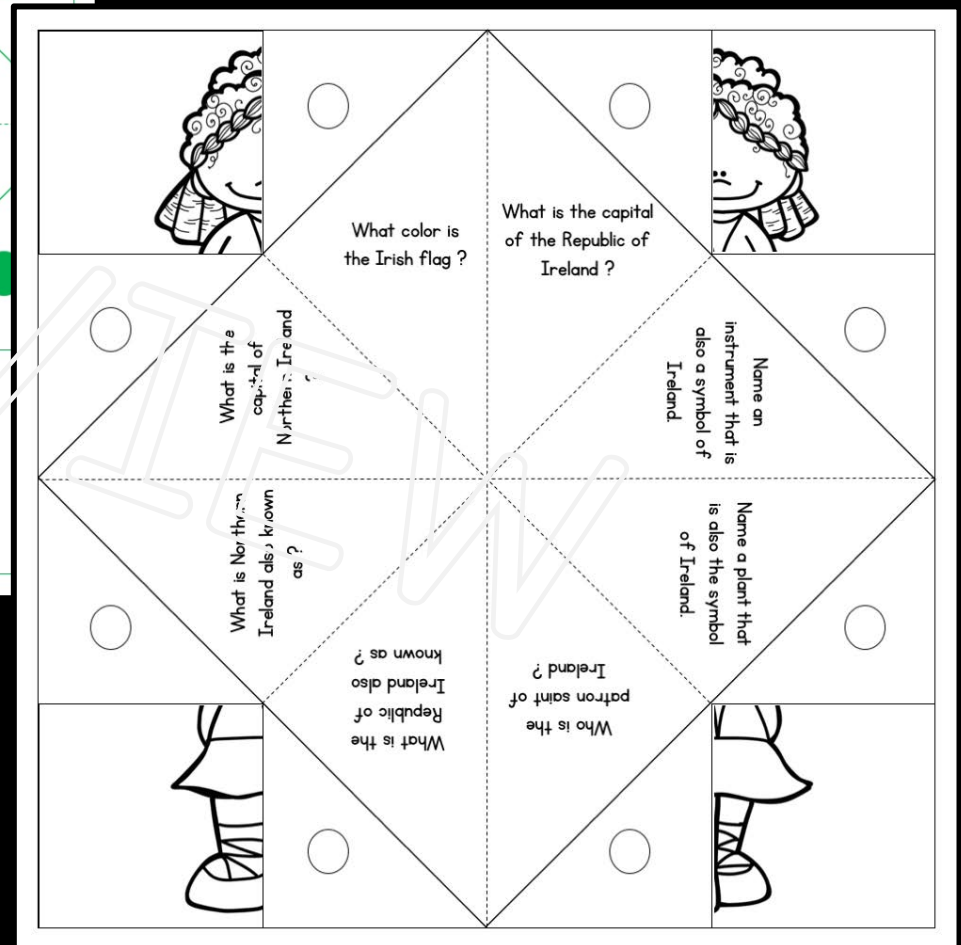 What color is
the Irish flag ?
What is the capital
of the Republic of
Ireland ?
Name an
instrument that is
also a symbol of
Ireland.
Name a plant that
is also the symbol
of Ireland.
Who is the
patron saint of
Ireland ?
What is the
Republic of
Ireland also
known as ?
What is Northern
Ireland also known
as ?
What is the
capital of
Northern Ireland
?
VIEW